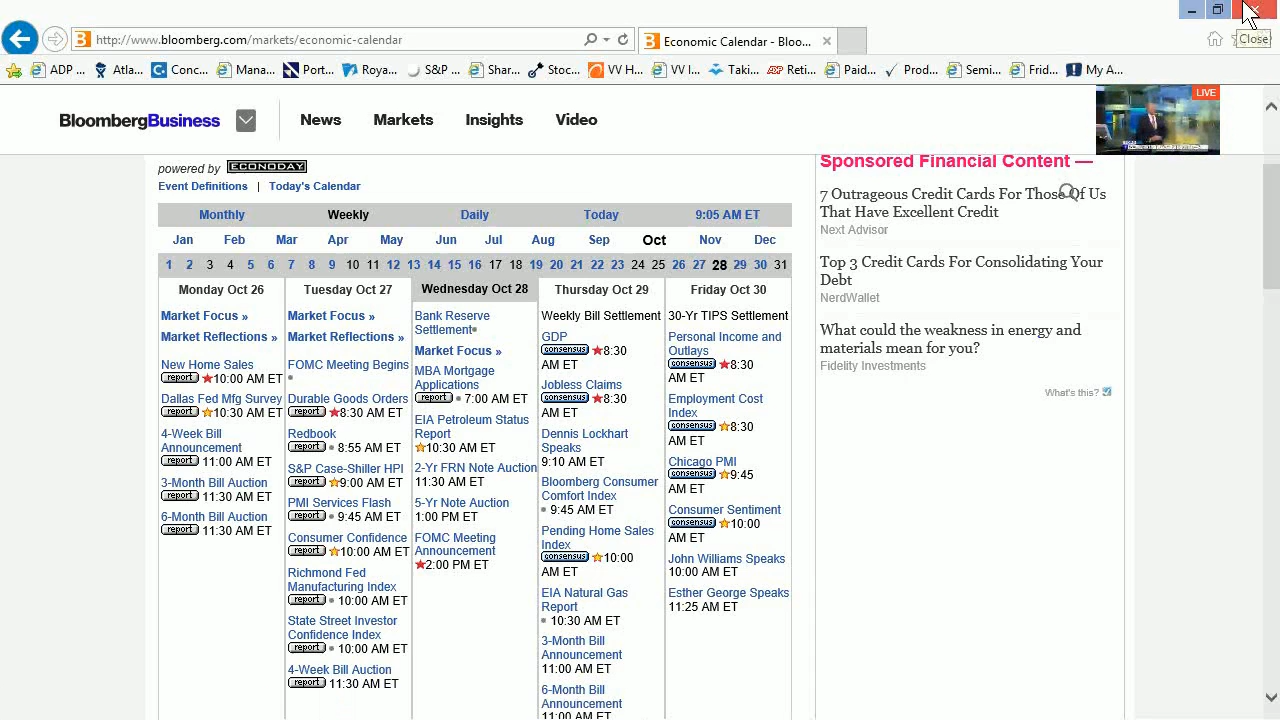 http://www.bloomberg.com/markets/economic-calendar
Economic Calendar - Bloo...
Close
ADP ...
Atla...
Conc...
Mana...
Port...
Roya...
S&P ...
Shar...
Stoc...
VV H...
VV I...
Taki...
Reti...
Paid...
Prod...
Semi...
Frid...
My A...
BloombergBusiness
News
Markets
Insights
Video
LIVE
powered by ECONODAY
Event Definitions | Today's Calendar
Monthly Weekly Daily Today 9:05 AM ET
Jan Feb Mar Apr May Jun Jul Aug Sep Oct Nov Dec
1 2 3 4 5 6 7 8 9 10 11 12 13 14 15 16 17 18 19 20 21 22 23 24 25 26 27 28 29 30 31
Monday Oct 26
Market Focus »
Market Reflections »
New Home Sales
report 10:00 AM ET
Dallas Fed Mfg Survey
report 10:30 AM ET
4-Week Bill
Announcement
report 11:00 AM ET
3-Month Bill Auction
report 11:30 AM ET
6-Month Bill Auction
report 11:30 AM ET
Tuesday Oct 27
Market Focus »
Market Reflections »
FOMC Meeting Begins
Durable Goods Orders
report 8:30 AM ET
Redbook
report 8:55 AM ET
S&P Case-Shiller HPI
report 9:00 AM ET
PMI Services Flash
report 9:45 AM ET
Consumer Confidence
report 10:00 AM ET
Richmond Fed
Manufacturing Index
report 10:00 AM ET
State Street Investor
Confidence Index
report 10:00 AM ET
4-Week Bill Auction
report 11:30 AM ET
Wednesday Oct 28
Bank Reserve
Settlement
Market Focus »
MBA Mortgage
Applications
report 7:00 AM ET
EIA Petroleum Status
Report
10:30 AM ET
2-Yr FRN Note Auction
11:30 AM ET
5-Yr Note Auction
1:00 PM ET
FOMC Meeting
Announcement
2:00 PM ET
Thursday Oct 29
Weekly Bill Settlement
GDP
consensus 8:30
AM ET
Jobless Claims
consensus 8:30
AM ET
Dennis Lockhart
Speaks
9:10 AM ET
Bloomberg Consumer
Comfort Index
9:45 AM ET
Pending Home Sales
Index
consensus 10:00
AM ET
EIA Natural Gas
Report
10:30 AM ET
3-Month Bill
Announcement
11:00 AM ET
6-Month Bill
Announcement
11:00 AM ET
Friday Oct 30
30-Yr TIPS Settlement
Personal Income and
Outlays
consensus 8:30
AM ET
Employment Cost
Index
consensus 8:30
AM ET
Chicago PMI
consensus 9:45
AM ET
Consumer Sentiment
consensus 10:00
AM ET
John Williams Speaks
10:00 AM ET
Esther George Speaks
11:25 AM ET
Sponsored Financial Content —
7 Outrageous Credit Cards For Those Of Us
That Have Excellent Credit
Next Advisor
Top 3 Credit Cards For Consolidating Your
Debt
NerdWallet
What could the weakness in energy and
materials mean for you?
Fidelity Investments
What's this?